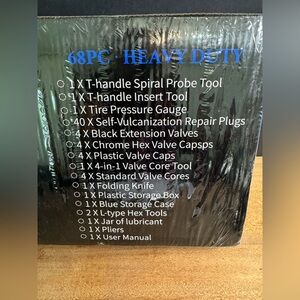 68PC · HEAVY DUTY
1 X T-handle Spiral Probe Tool
1 X T-handle Insert Tool
1 X Tire Pressure Gauge
*40 X Self-Vulcanization Repair Plugs
4 X Black Extension Valves
4 X Chrome Hex Valve Capsps
4 X Plastic Valve Caps
1 X 4-in-1 Valve Core Tool
4 X Standard Valve Cores
1 X Folding Knife
1 X Plastic Storage Box
1 X Blue Storage Case
2 X L-type Hex Tools
1 X Jar of lubricant
1 X Pliers
1 X User Manual